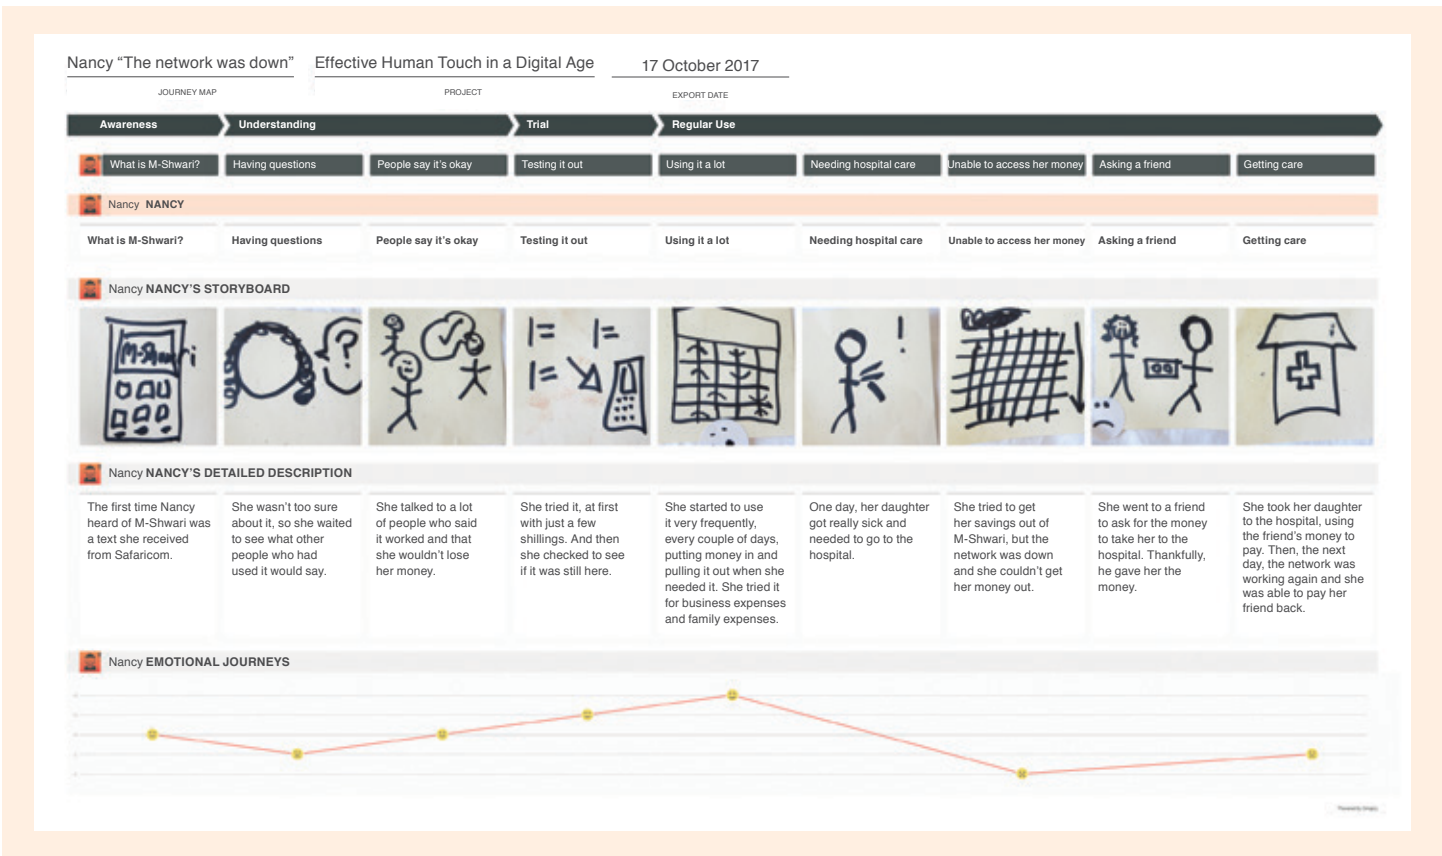 Nancy “The network was down”
Effective Human Touch in a Digital Age
17 October 2017
JOURNEY MAP
PROJECT
EXPORT DATE
Awareness
Understanding
Trial
Regular Use
What is M-Shwari?
Having questions
People say it’s okay
Testing it out
Using it a lot
Needing hospital care
Unable to access her money
Asking a friend
Getting care
Nancy NANCY
What is M-Shwari?
Having questions
People say it’s okay
Testing it out
Using it a lot
Needing hospital care
Unable to access her money
Asking a friend
Getting care
Nancy NANCY’S STORYBOARD
M-Shwari
?
!
Nancy NANCY’S DETAILED DESCRIPTION
The first time Nancy
heard of M-Shwari was
a text she received
from Safaricom.
She wasn’t too sure
about it, so she waited
to see what other
people who had
used it would say.
She talked to a lot
of people who said
it worked and that
she wouldn’t lose
her money.
She tried it, at first
with just a few
shillings. And then
she checked to see
if it was still here.
She started to use
it very frequently,
every couple of days,
putting money in and
pulling it out when she
needed it. She tried it
for business expenses
and family expenses.
One day, her daughter
got really sick and
needed to go to the
hospital.
She tried to get
her savings out of
M-Shwari, but the
network was down
and she couldn’t get
her money out.
She went to a friend
to ask for the money
to take her to the
hospital. Thankfully,
he gave her the
money.
She took her daughter
to the hospital, using
the friend’s money to
pay. Then, the next
day, the network was
working again and she
was able to pay her
friend back.
Nancy EMOTIONAL JOURNEYS